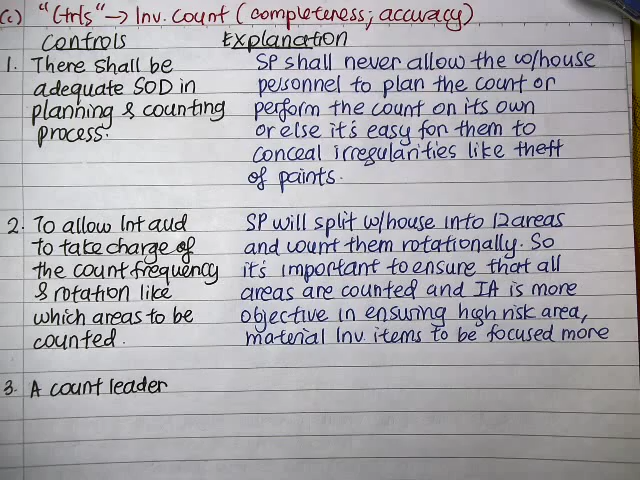 (c) "Ctrls" → Inv. Count (completeness; accuracy)
Controls Explanation
1. There shall be SP shall never allow the w/house
adequate SOD in personnel to plan the count or
planning & counting perform the count on its own
process. or else it's easy for them to
conceal irregularities like theft
of paints.
2. To allow Int aud SP will split w/house into 12 areas
to take charge of and count them rotationally. So
the count frequency it's important to ensure that all
& rotation like areas are counted and IA is more
which areas to be objective in ensuring high risk area,
counted. material Inv. items to be focused more
3. A count leader